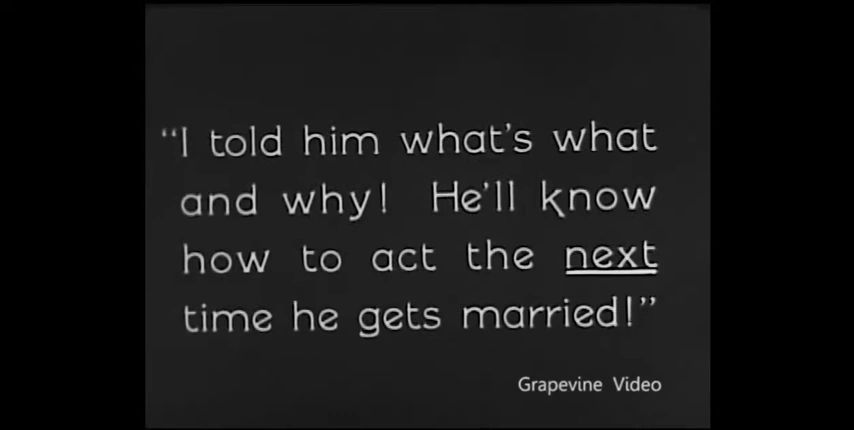 “I told him what’s what
and why! He’ll know
how to act the next
time he gets married!”
Grapevine Video